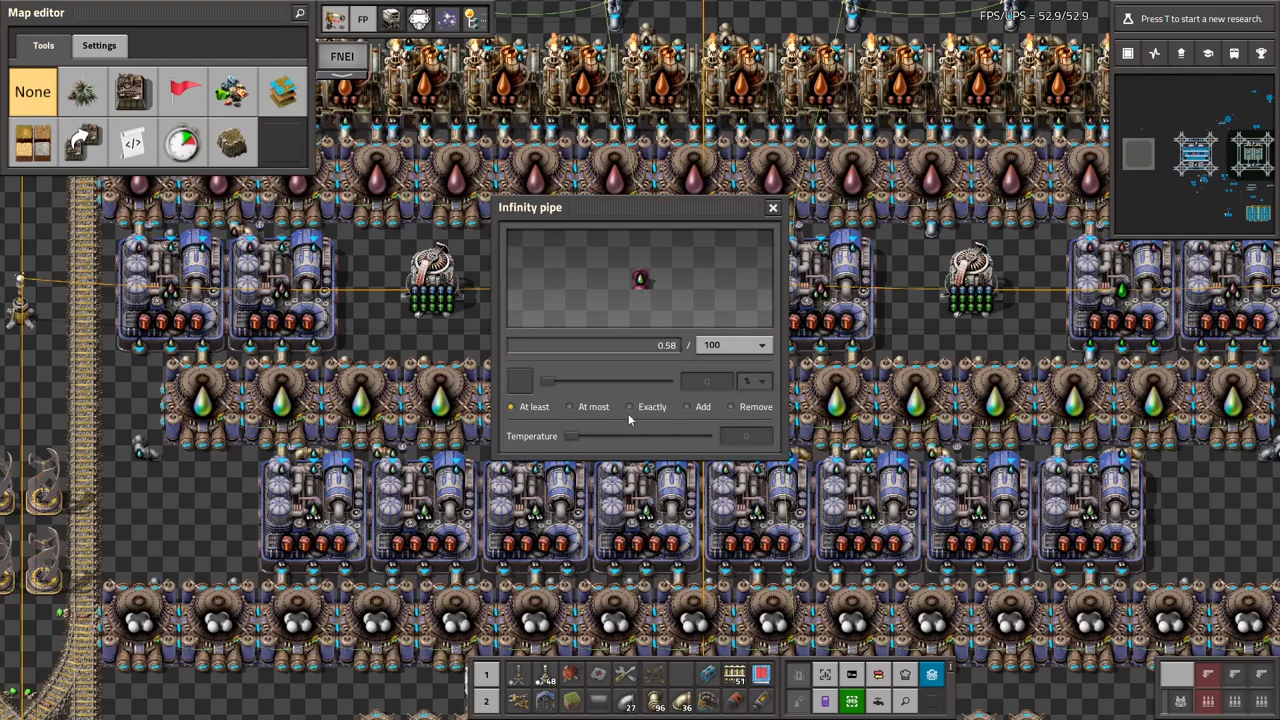 Map editor
FP
FPS/UPS = 52.9/52.9
Press T to start a new research.
Tools
Settings
FNEI
None
</>
Infinity pipe
0.58 / 100
0 %
At least At most Exactly Add Remove
Temperature 0
1 48 51
2 27 96 36